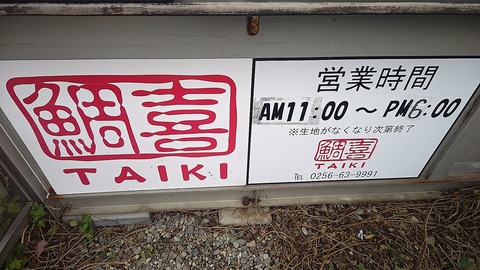 鯛喜
TAIKI
営業時間
AM11:00 ～ PM6:00
※生地がなくなり次第終了
鯛喜
TAIKI
TEL 0256-63-9991